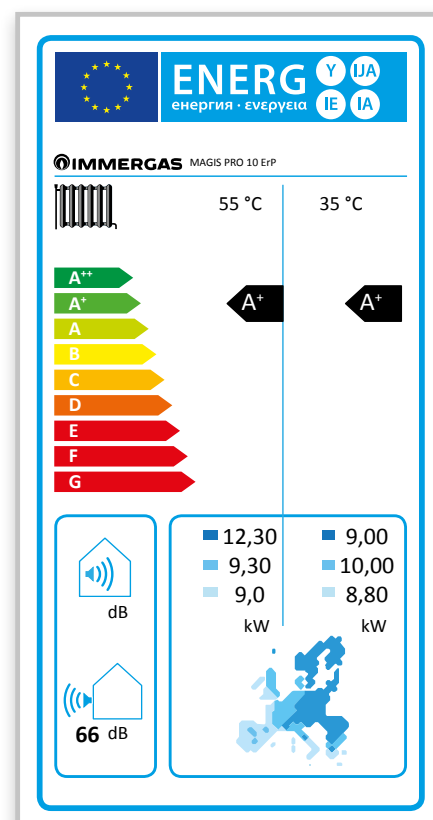 ENERG Y IJA
енергия · ενεργεια IE IA
IMMERGAS MAGIS PRO 10 ErP
55 °C 35 °C
A++
A+ A+ A+
A
B
C
D
E
F
G
12,30 9,00
9,30 10,00
9,0 8,80
dB kW kW
66 dB